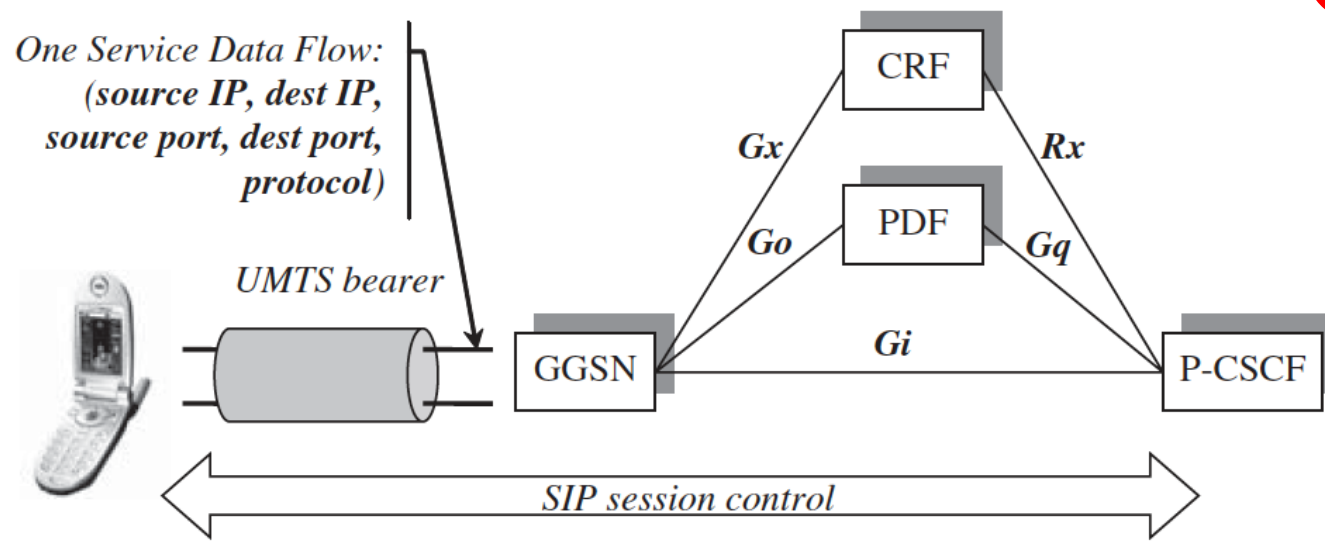 One Service Data Flow:
(source IP, dest IP,
source port, dest port,
protocol)
UMTS bearer
CRF
Gx
Rx
PDF
Go
Gq
GGSN
Gi
P-CSCF
SIP session control